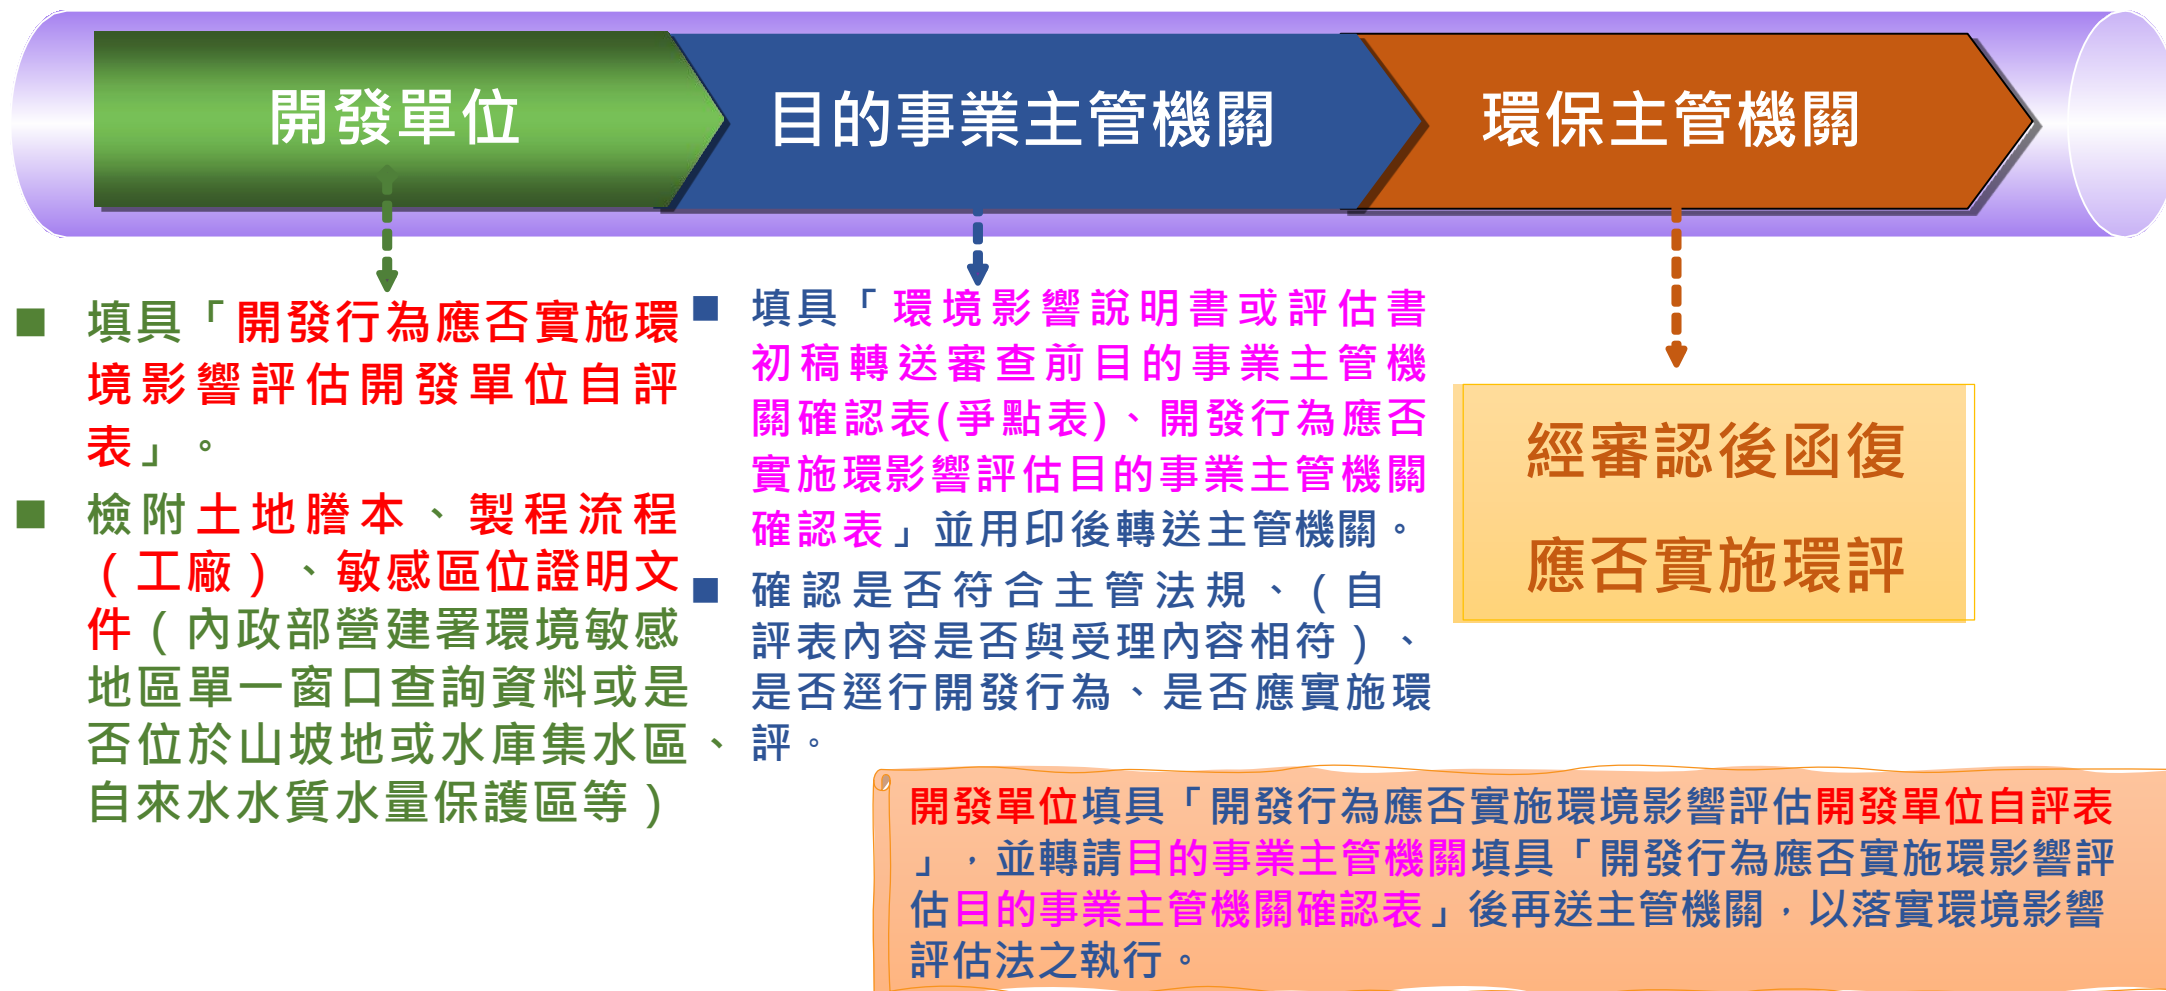 開發單位
目的事業主管機關
環保主管機關
■ 填具「開發行為應否實施環
境影響評估開發單位自評
表」。
■ 檢附土地謄本、製程流程
（工廠）、敏感區位證明文
件（內政部營建署環境敏感
地區單一窗口查詢資料或是
否位於山坡地或水庫集水區、
自來水水質水量保護區等）
■ 填具「環境影響說明書或評估書
初稿轉送審查前目的事業主管機
關確認表(爭點表)、開發行為應否
實施環影響評估目的事業主管機關
確認表」並用印後轉送主管機關。
■ 確認是否符合主管法規、（自
評表內容是否與受理內容相符）、
是否逕行開發行為、是否應實施環
評。
經審認後函復
應否實施環評
開發單位填具「開發行為應否實施環境影響評估開發單位自評表
」，並轉請目的事業主管機關填具「開發行為應否實施環影響評
估目的事業主管機關確認表」後再送主管機關，以落實環境影響
評估法之執行。